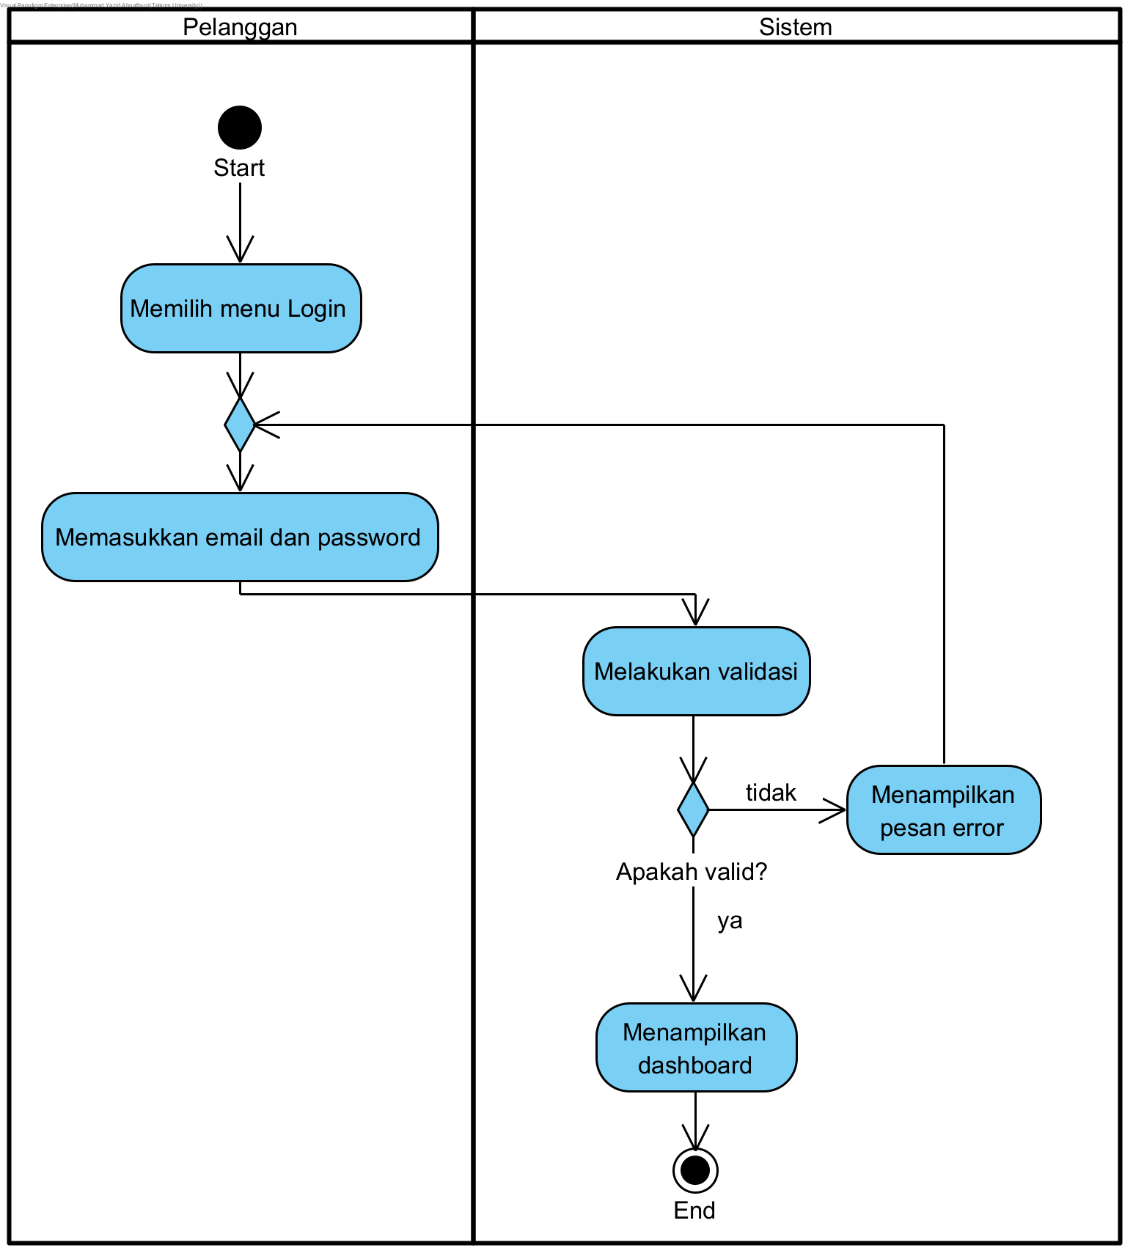 Pelanggan
Sistem
Start
Memilih menu Login
Memasukkan email dan password
Melakukan validasi
tidak
Menampilkan
pesan error
Apakah valid?
ya
Menampilkan
dashboard
End